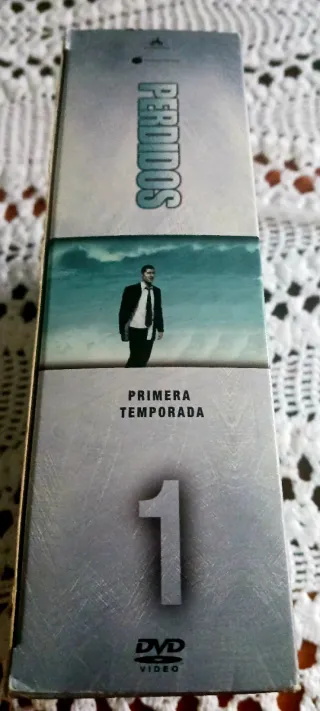 PERDIDOS
PRIMERA
TEMPORADA
1
DVD
VIDEO